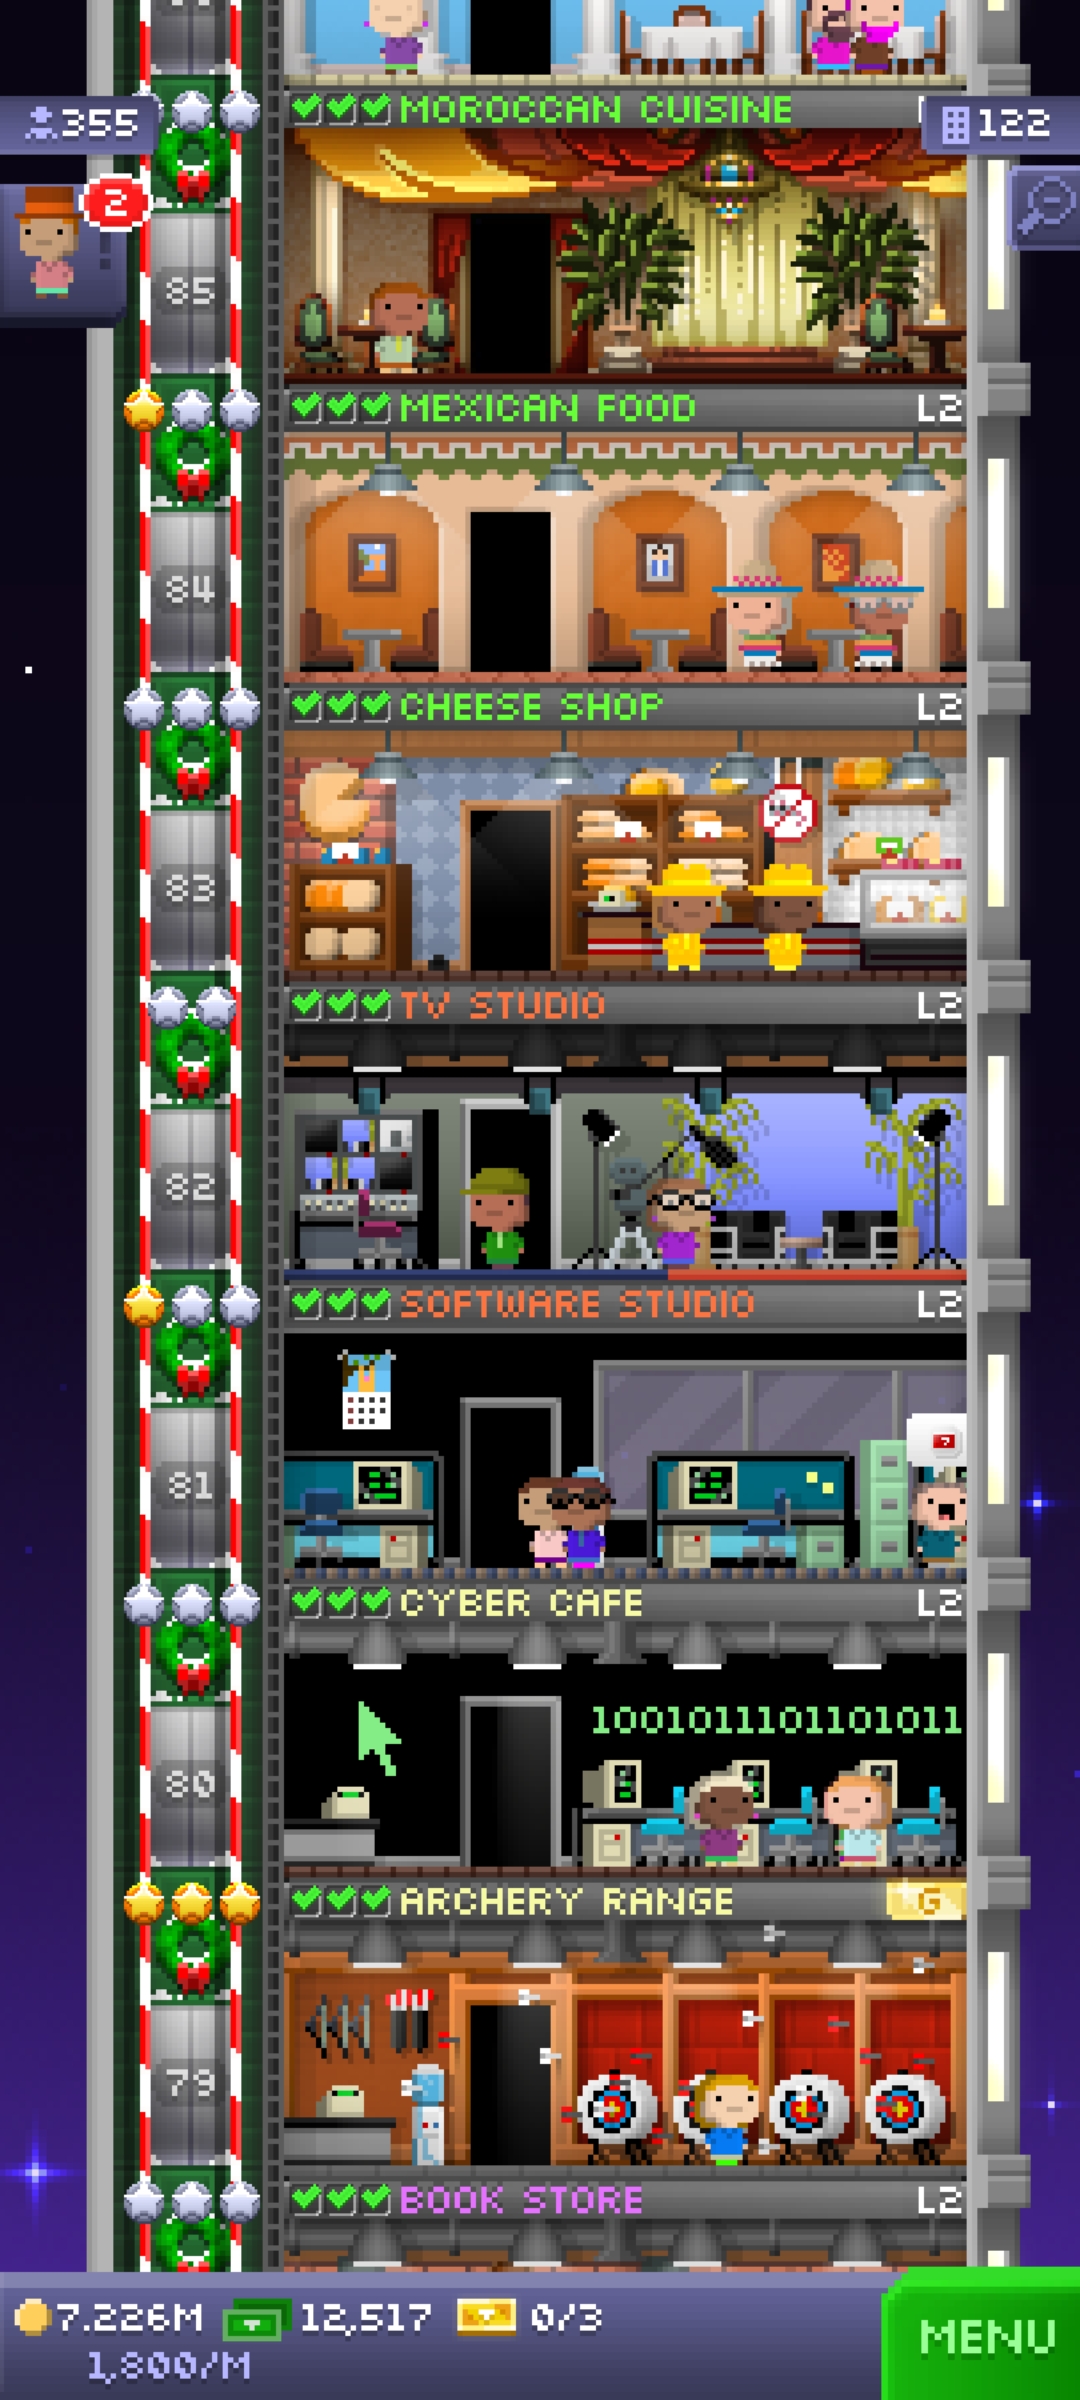 MOROCCAN CUISINE
355
122
2
85
MEXICAN FOOD L2
84
CHEESE SHOP L2
83
TV STUDIO L2
82
SOFTWARE STUDIO L2
?
81
CYBER CAFE L2
1001011101101011
80
ARCHERY RANGE G
79
BOOK STORE L2
7.226M 12,517 0/3
1,800/M
MENU